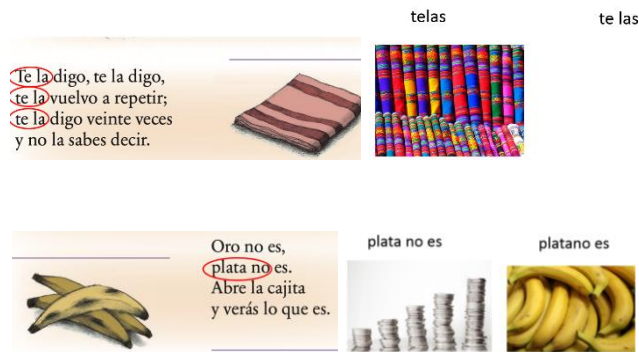 telas
te las
Te la digo, te la digo,
te la vuelvo a repetir;
te la digo veinte veces
y no la sabes decir.
Oro no es,
plata no es.
Abre la cajita
y verás lo que es.
plata no es
platano es